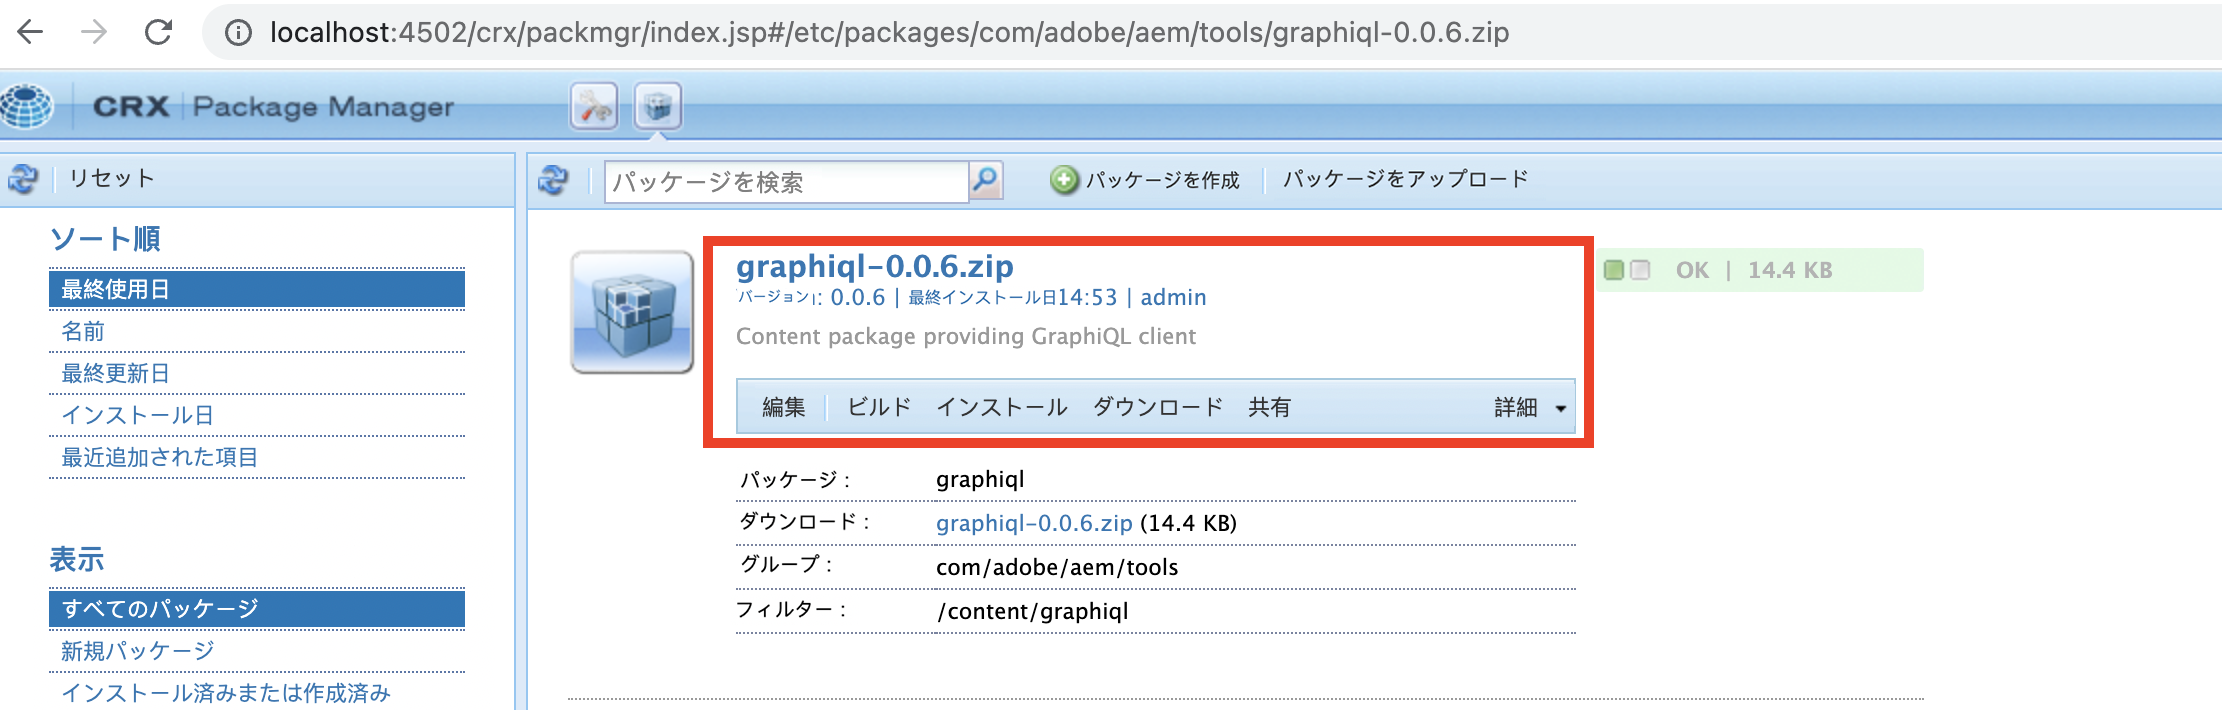 localhost:4502/crx/packmgr/index.jsp#/etc/packages/com/adobe/aem/tools/graphiql-0.0.6.zip
CRX | Package Manager
リセット
ソート順
最終使用日
名前
最終更新日
インストール日
最近追加された項目
表示
すべてのパッケージ
新規パッケージ
インストール済みまたは作成済み
パッケージを検索
パッケージを作成
パッケージをアップロード
graphiql-0.0.6.zip
OK | 14.4 KB
バージョン: 0.0.6 | 最終インストール日14:53 | admin
Content package providing GraphiQL client
編集 ビルド インストール ダウンロード 共有 詳細
パッケージ : graphiql
ダウンロード : graphiql-0.0.6.zip (14.4 KB)
グループ : com/adobe/aem/tools
フィルター : /content/graphiql